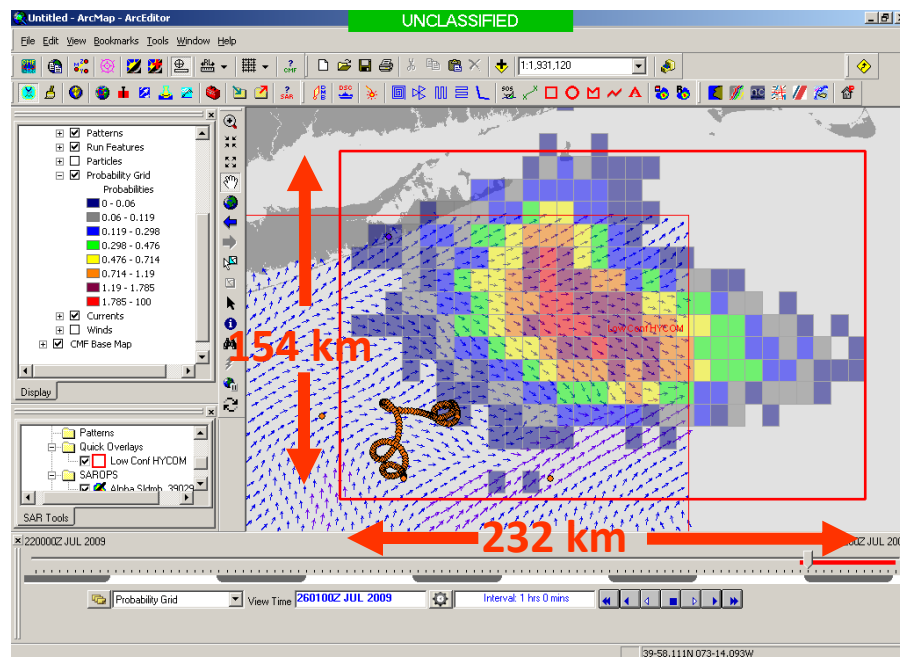 Untitled - ArcMap - ArcEditor
UNCLASSIFIED
File Edit View Bookmarks Tools Window Help
1:1,931,120
Patterns
Run Features
Particles
Probability Grid
Probabilities
0 - 0.06
0.06 - 0.119
0.119 - 0.298
0.298 - 0.476
0.476 - 0.714
0.714 - 1.19
1.19 - 1.785
1.785 - 100
Currents
Winds
CMF Base Map
Display
Low Conf HYCOM
154 km
Patterns
Quick Overlays
Low Conf HYCOM
SAROPS
SAR Tools
232 km
220000Z JUL 2009
Probability Grid
View Time 260100Z JUL 2009
Interval: 1 hrs 0 mins
39-58.111N 073-14.093W